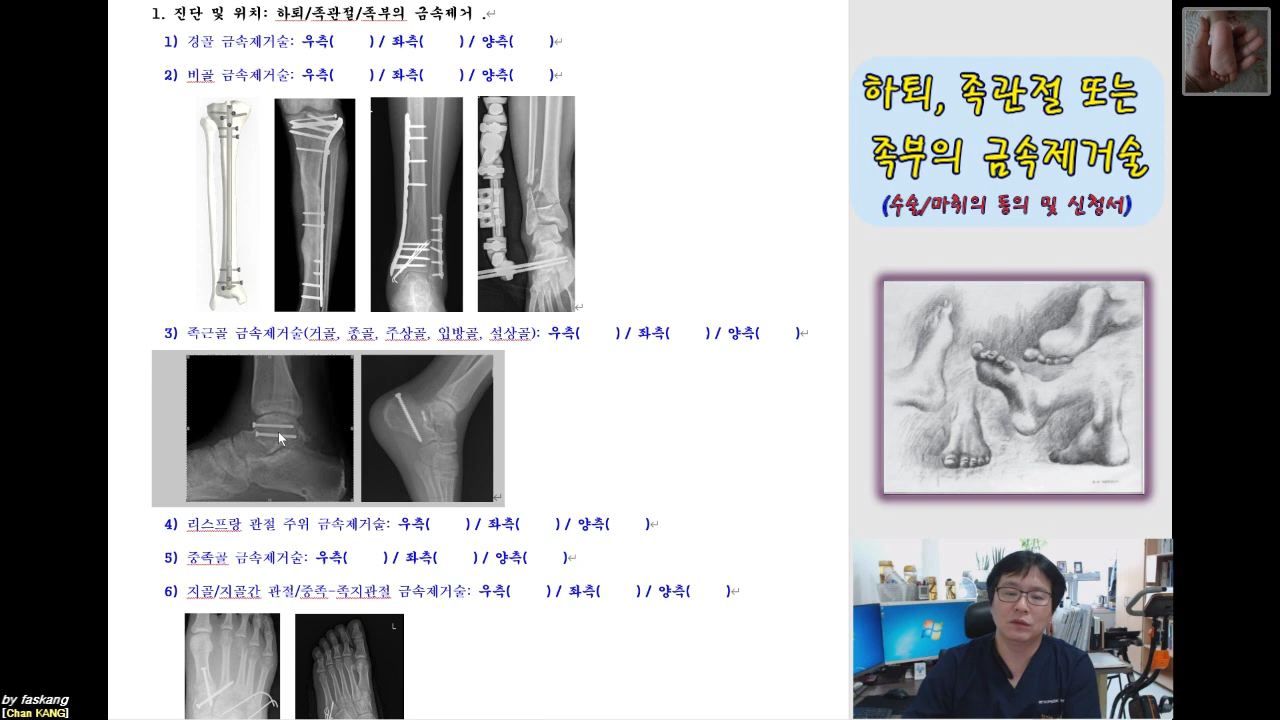 1. 진단 및 위치: 하퇴/족관절/족부의 금속제거 .
1) 경골 금속제거술: 우측( ) / 좌측( ) / 양측( )
2) 비골 금속제거술: 우측( ) / 좌측( ) / 양측( )
3) 족근골 금속제거술(거골, 종골, 주상골, 입방골, 설상골): 우측( ) / 좌측( ) / 양측( )
4) 리스프랑 관절 주위 금속제거술: 우측( ) / 좌측( ) / 양측( )
5) 중족골 금속제거술: 우측( ) / 좌측( ) / 양측( )
6) 지골/지골간 관절/중족-족지관절 금속제거술: 우측( ) / 좌측( ) / 양측( )
L
하퇴, 족관절 또는
족부의 금속제거술
(수술/마취의 동의 및 신청서)
by faskang
[Chan KANG]